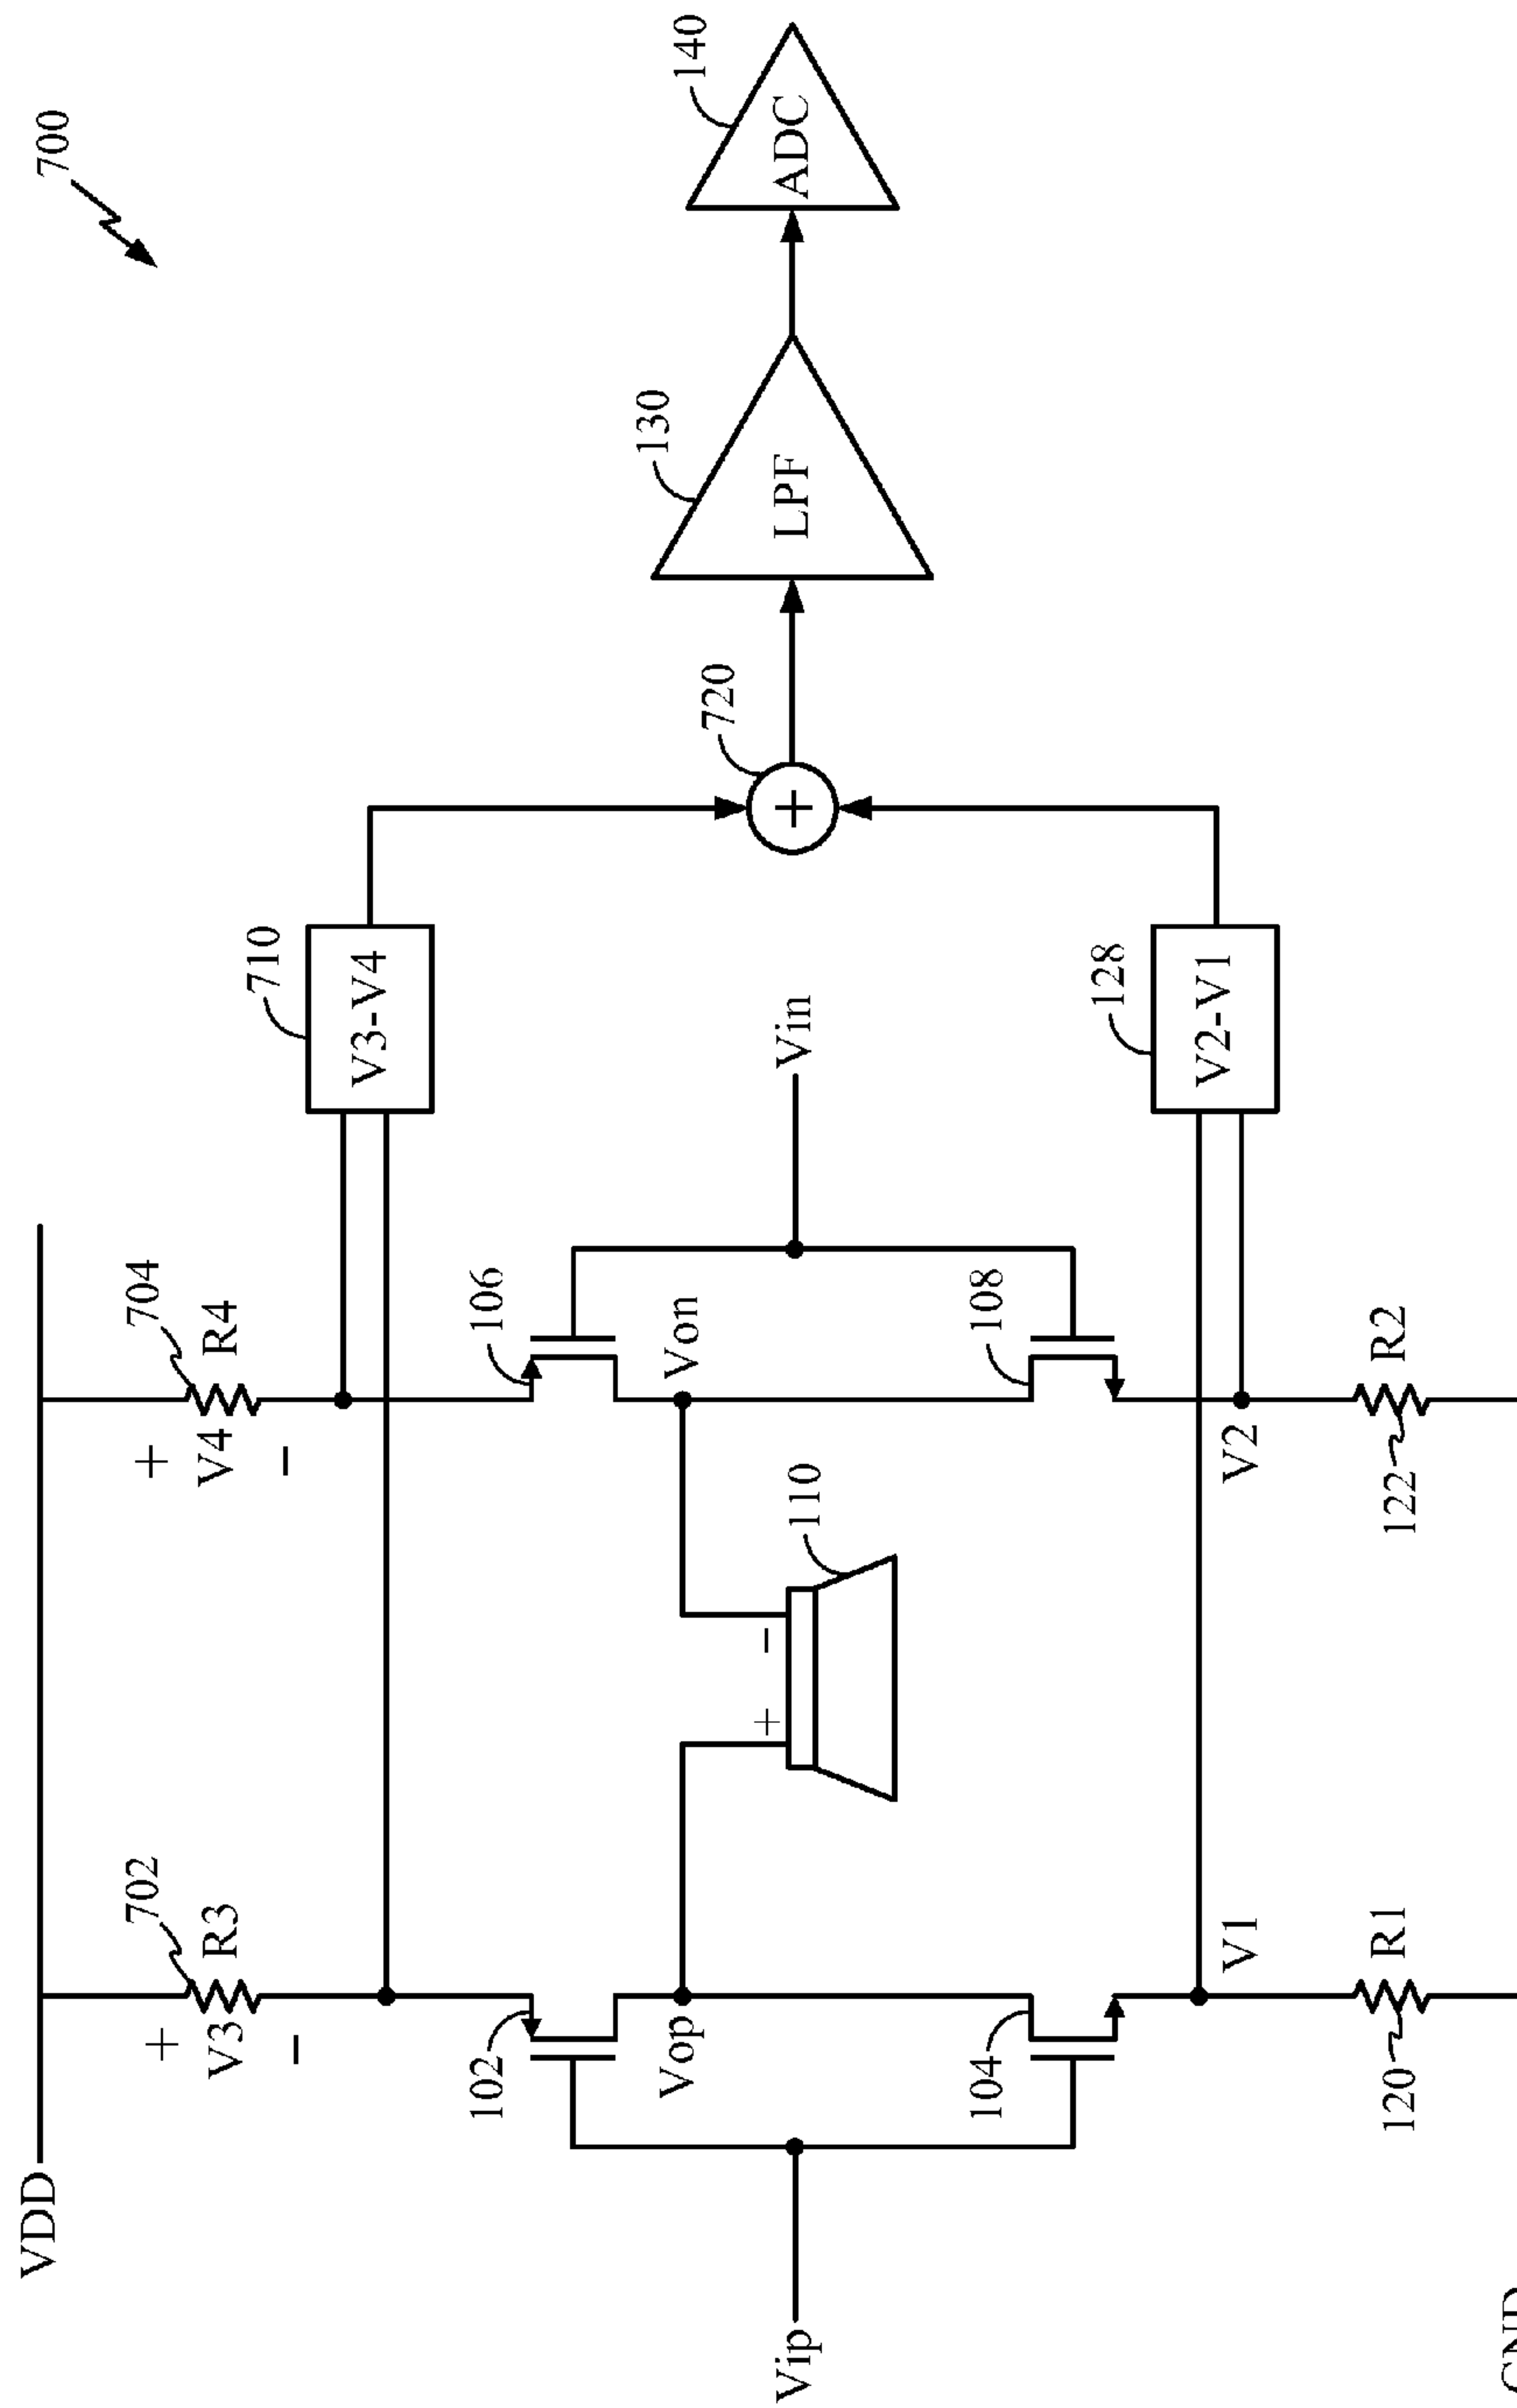 700
VDD
702
R3
+
V3
−
704
R4
+
V4
−
710
V3-V4
102
106
Vop
Von
+
−
110
Vip
Vin
720
+
130
LPF
140
ADC
104
108
V1
V2
128
V2-V1
120
R1
122
R2
GND